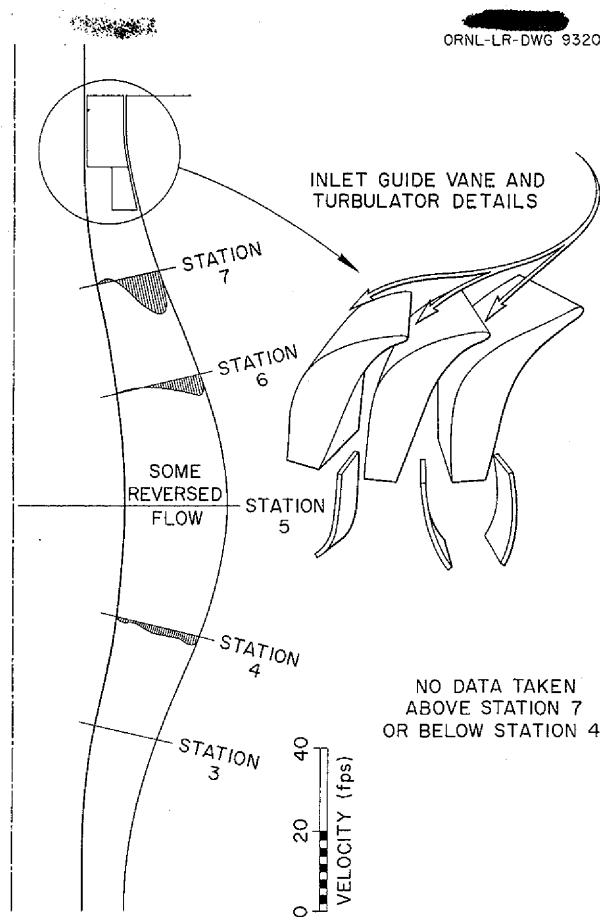 ORNL-LR-DWG 9320
INLET GUIDE VANE AND
TURBULATOR DETAILS
STATION
7
STATION
6
SOME
REVERSED
FLOW
STATION
5
STATION
4
NO DATA TAKEN
ABOVE STATION 7
OR BELOW STATION 4
STATION
3
40
20
0
VELOCITY (fps)